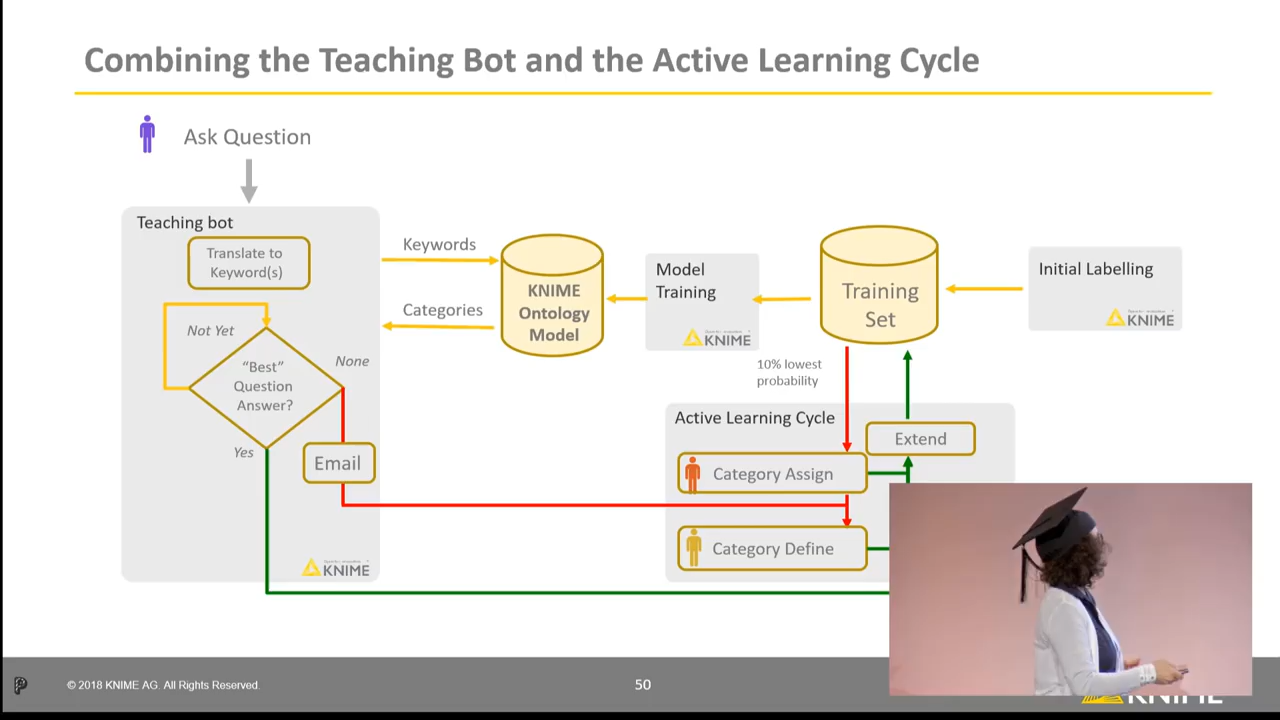 Combining the Teaching Bot and the Active Learning Cycle
Ask Question
Teaching bot
Translate to
Keyword(s)
Not Yet
None
“Best”
Question
Answer?
Yes
Email
KNIME
Keywords
Categories
KNIME
Ontology
Model
Model
Training
KNIME
Training
Set
Initial Labelling
KNIME
10% lowest
probability
Active Learning Cycle
Extend
Category Assign
Category Define
© 2018 KNIME AG. All Rights Reserved.
50
KNIME